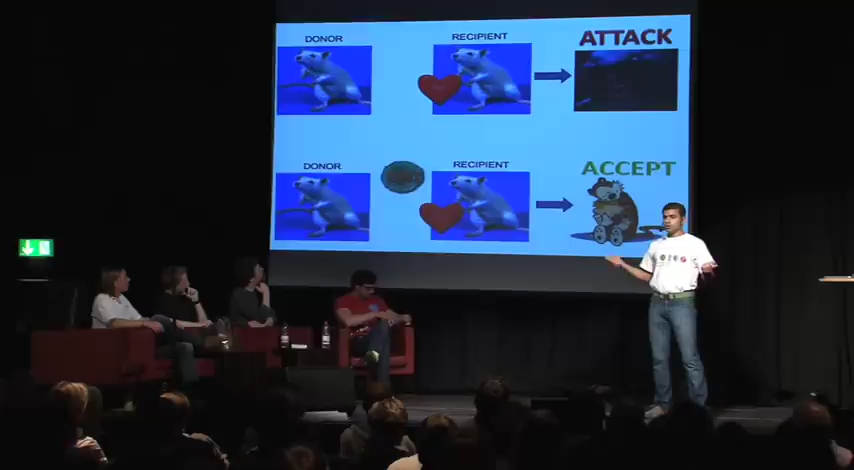 DONOR
RECIPIENT
ATTACK
DONOR
RECIPIENT
ACCEPT